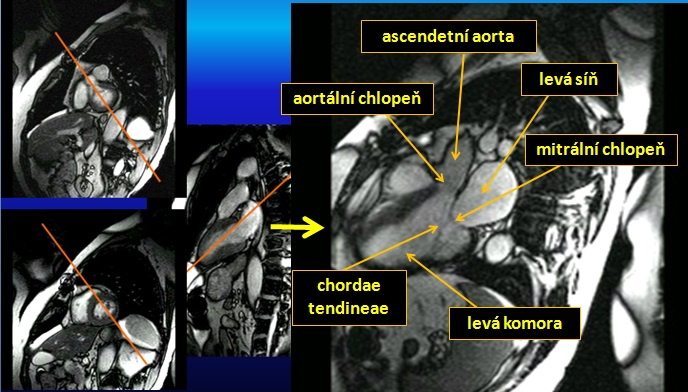 ascendetní aorta
levá síň
aortální chlopeň
mitrální chlopeň
chordae
tendineae
levá komora